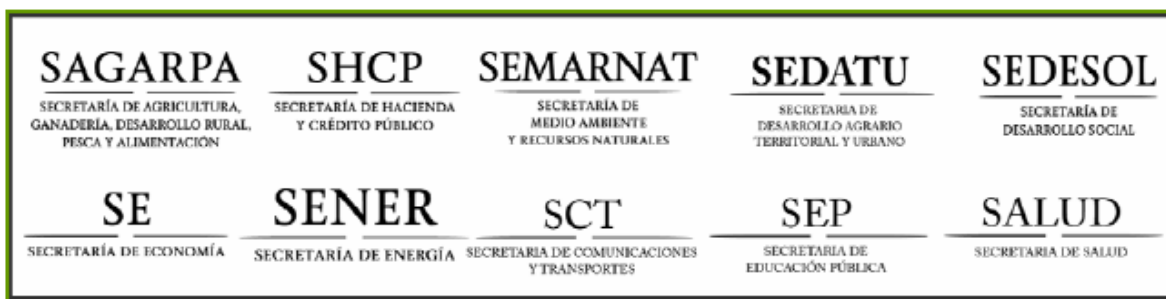 SAGARPA
SECRETARÍA DE AGRICULTURA,
GANADERÍA, DESARROLLO RURAL,
PESCA Y ALIMENTACIÓN
SHCP
SECRETARÍA DE HACIENDA
Y CRÉDITO PÚBLICO
SEMARNAT
SECRETARÍA DE
MEDIO AMBIENTE
Y RECURSOS NATURALES
SEDATU
SECRETARIA DE
DESARROLLO AGRARIO
TERRITORIAL Y URBANO
SEDESOL
SECRETARÍA DE
DESARROLLO SOCIAL
SE
SECRETARÍA DE ECONOMÍA
SENER
SECRETARÍA DE ENERGÍA
SCT
SECRETARIA DE COMUNICACIONES
Y TRANSPORTES
SEP
SECRETARIA DE
EDUCACIÓN PÚBLICA
SALUD
SECRETARIA DE SALUD